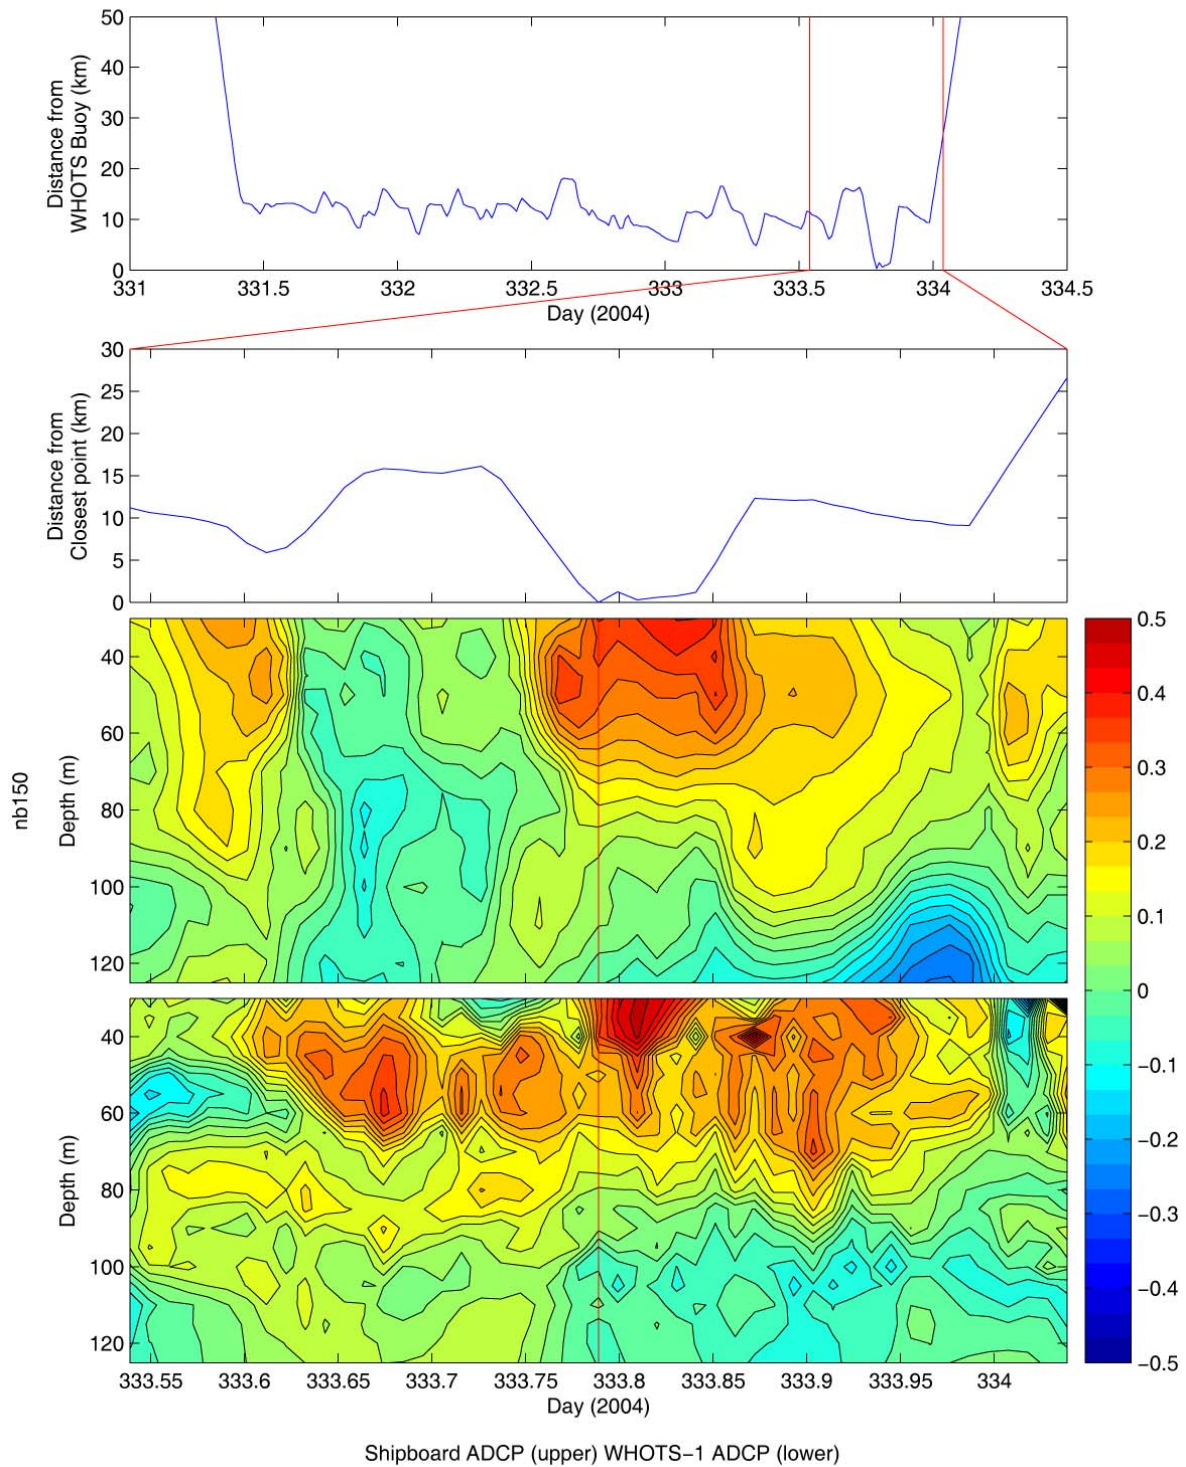 50
40
30
20
10
0
Distance from
WHOTS Buoy (km)
331 331.5 332 332.5 333 333.5 334 334.5
Day (2004)
30
25
20
15
10
5
0
Distance from
Closest point (km)
40
60
80
100
120
Depth (m)
nb150
40
60
80
100
120
Depth (m)
333.55 333.6 333.65 333.7 333.75 333.8 333.85 333.9 333.95 334
Day (2004)
0.5
0.4
0.3
0.2
0.1
0
−0.1
−0.2
−0.3
−0.4
−0.5
Shipboard ADCP (upper) WHOTS−1 ADCP (lower)